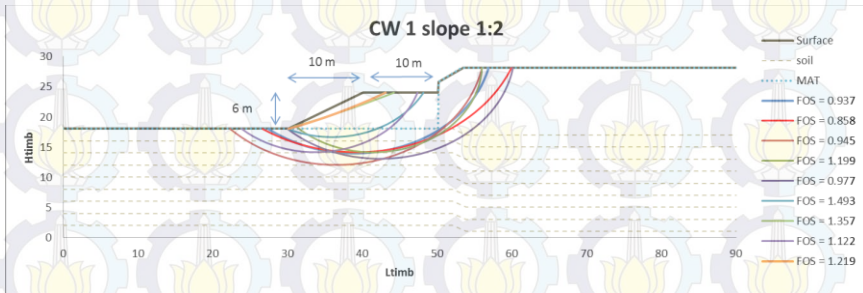 CW 1 slope 1:2
30
25
20
15
10
5
0
Htimb
10 m
10 m
6 m
0
10
20
30
40
50
60
70
80
90
Ltimb
Surface
soil
MAT
FOS = 0.937
FOS = 0.858
FOS = 0.945
FOS = 1.199
FOS = 0.977
FOS = 1.493
FOS = 1.357
FOS = 1.122
FOS = 1.219